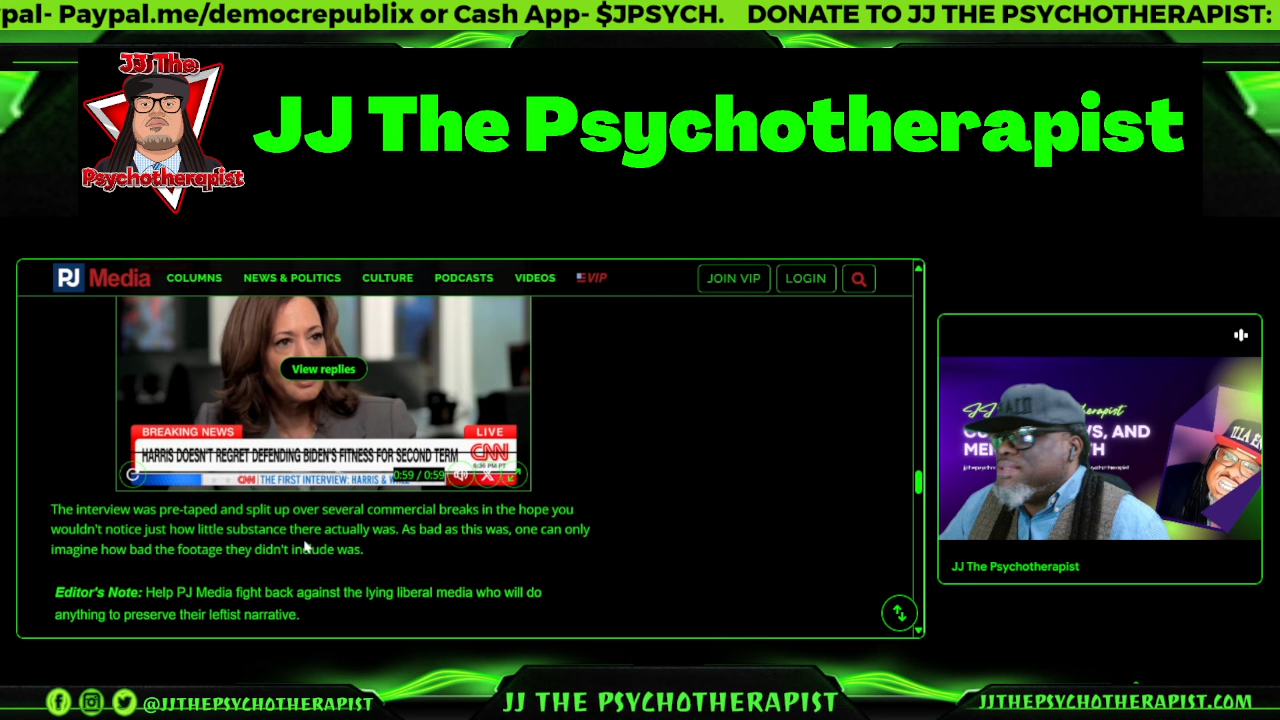 ypal- Paypal.me/democrepublix or Cash App- $JPSYCH. DONATE TO JJ THE PSYCHOTHERAPIST:
JJ The
Psychotherapist
JJ The Psychotherapist
PJ Media COLUMNS NEWS & POLITICS CULTURE PODCASTS VIDEOS VIP JOIN VIP LOGIN
View replies
BREAKING NEWS LIVE
HARRIS DOESN'T REGRET DEFENDING BIDEN'S FITNESS FOR SECOND TERM CNN
0:59 / 0:59
CNN THE FIRST INTERVIEW: HARRIS &
The interview was pre-taped and split up over several commercial breaks in the hope you
wouldn't notice just how little substance there actually was. As bad as this was, one can only
imagine how bad the footage they didn't include was.
Editor's Note: Help PJ Media fight back against the lying liberal media who will do
anything to preserve their leftist narrative.
JJ The Psychotherapist
@JJTHEPSYCHOTHERAPIST
JJ THE PSYCHOTHERAPIST
JJTHEPSYCHOTHERAPIST.COM